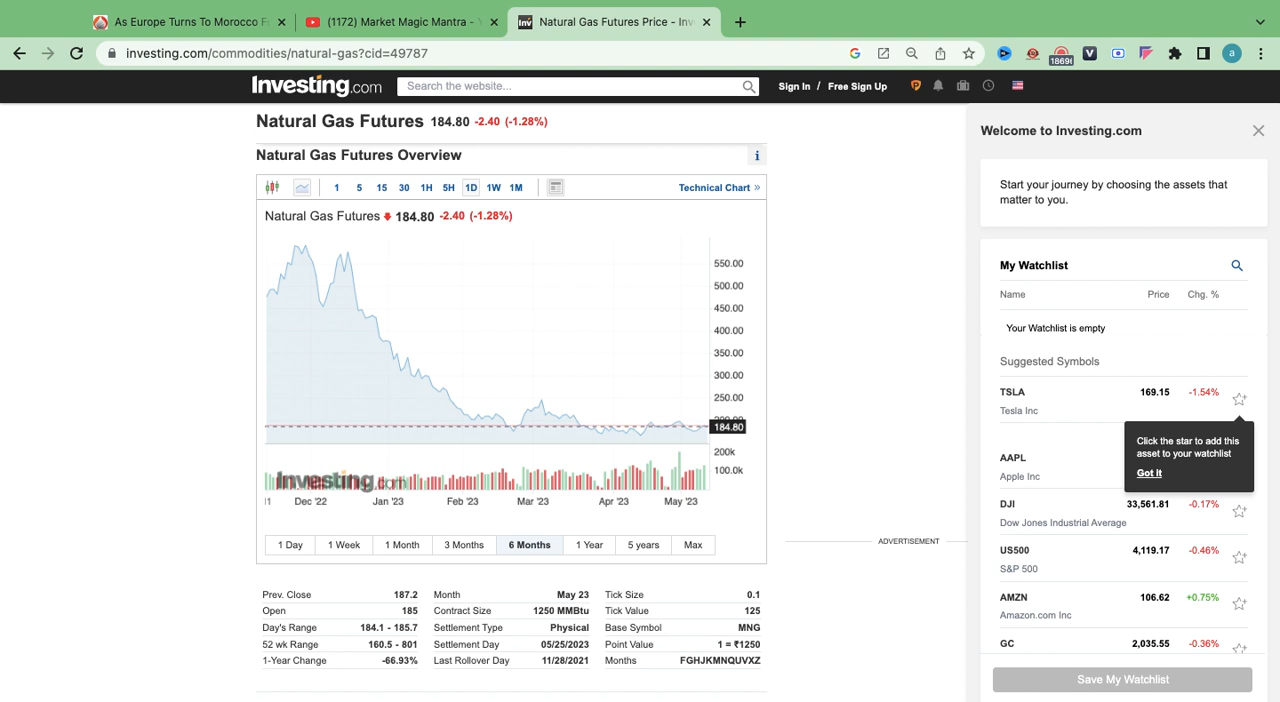 As Europe Turns To Morocco F
(1172) Market Magic Mantra - Y
Natural Gas Futures Price - Inv
investing.com/commodities/natural-gas?cid=49787
1869
a
Investing.com
Search the website...
Sign In / Free Sign Up
Natural Gas Futures 184.80 -2.40 (-1.28%)
Natural Gas Futures Overview
1 5 15 30 1H 5H 1D 1W 1M
Technical Chart »
Natural Gas Futures 184.80 -2.40 (-1.28%)
550.00
500.00
450.00
400.00
350.00
300.00
250.00
200.00
184.80
200k
100.0k
Investing.com
11 Dec '22 Jan '23 Feb '23 Mar '23 Apr '23 May '23
1 Day 1 Week 1 Month 3 Months 6 Months 1 Year 5 years Max
Prev. Close 187.2 Month May 23 Tick Size 0.1
Open 185 Contract Size 1250 MMBtu Tick Value 125
Day's Range 184.1 - 185.7 Settlement Type Physical Base Symbol MNG
52 wk Range 160.5 - 801 Settlement Day 05/25/2023 Point Value 1 = ₹1250
1-Year Change -66.93% Last Rollover Day 11/28/2021 Months FGHJKMNQUVXZ
ADVERTISEMENT
Welcome to Investing.com
Start your journey by choosing the assets that
matter to you.
My Watchlist
Name Price Chg. %
Your Watchlist is empty
Suggested Symbols
TSLA 169.15 -1.54%
Tesla Inc
Click the star to add this
asset to your watchlist
Got it
AAPL
Apple Inc
DJI 33,561.81 -0.17%
Dow Jones Industrial Average
US500 4,119.17 -0.46%
S&P 500
AMZN 106.62 +0.75%
Amazon.com Inc
GC 2,035.55 -0.36%
Save My Watchlist